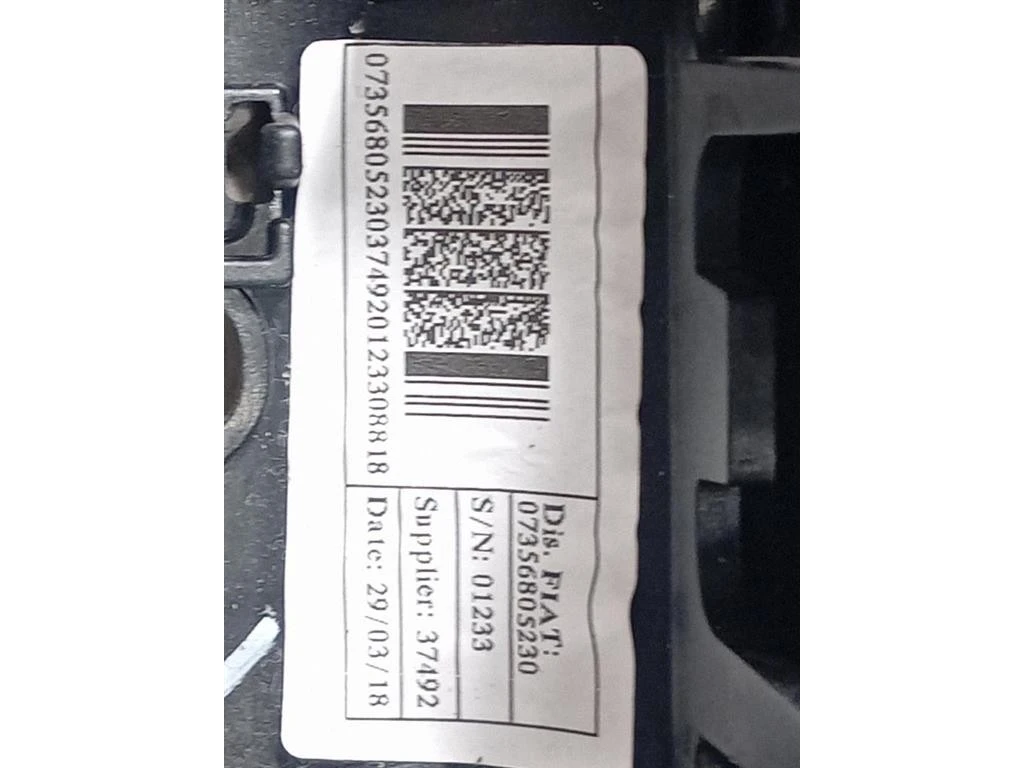 Dis. FIAT:
07356805230
S/N: 01233
Supplier: 37492
07356805230374920123308818
Date: 29/03/18